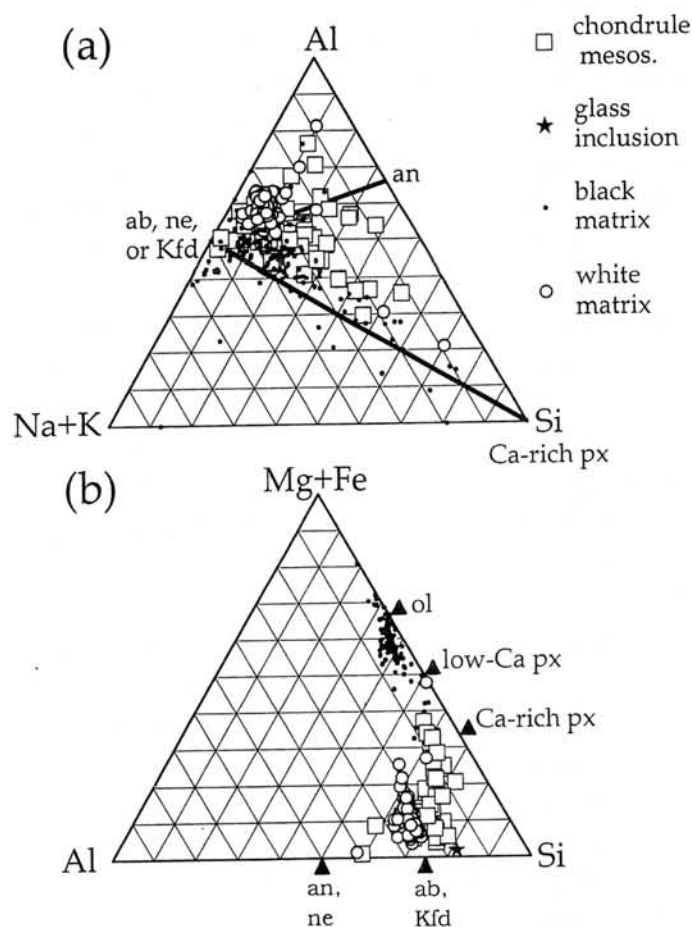 (a)
Al
an
ab, ne,
or Kfd
Na+K
Si
Ca-rich px
chondrule
mesos.
glass
inclusion
black
matrix
white
matrix
(b)
Mg+Fe
ol
low-Ca px
Ca-rich px
Al
Si
an,
ne
ab,
Kfd